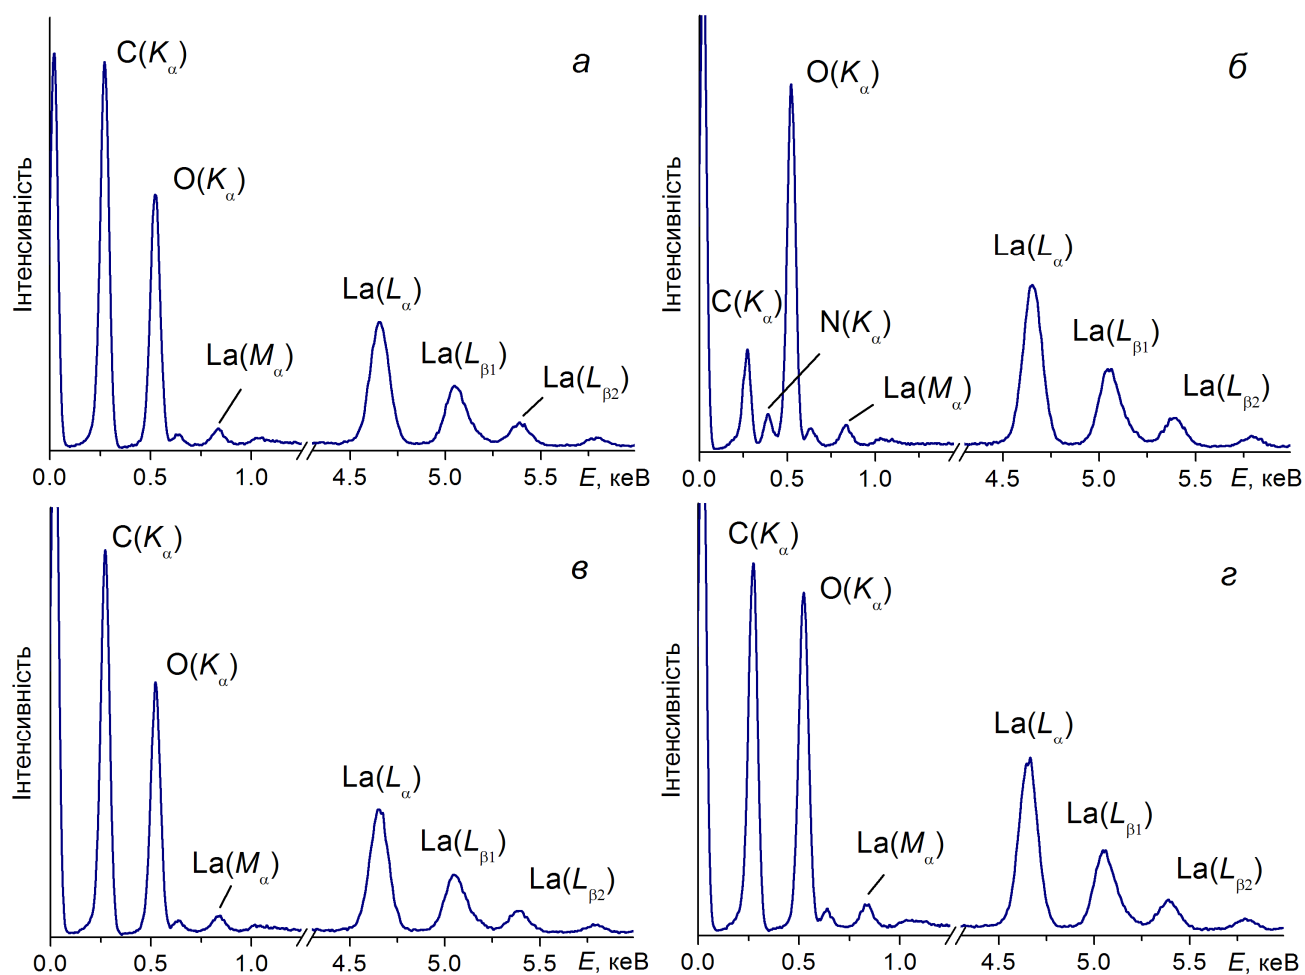 а
C(Kα)
O(Kα)
La(Mα)
La(Lα)
La(Lβ1)
La(Lβ2)
Інтенсивність
0.0 0.5 1.0 4.5 5.0 5.5 E, кеВ
б
O(Kα)
C(Kα)
N(Kα)
La(Mα)
La(Lα)
La(Lβ1)
La(Lβ2)
Інтенсивність
0.0 0.5 1.0 4.5 5.0 5.5 E, кеВ
в
C(Kα)
O(Kα)
La(Mα)
La(Lα)
La(Lβ1)
La(Lβ2)
Інтенсивність
0.0 0.5 1.0 4.5 5.0 5.5 E, кеВ
г
C(Kα)
O(Kα)
La(Mα)
La(Lα)
La(Lβ1)
La(Lβ2)
Інтенсивність
0.0 0.5 1.0 4.5 5.0 5.5 E, кеВ